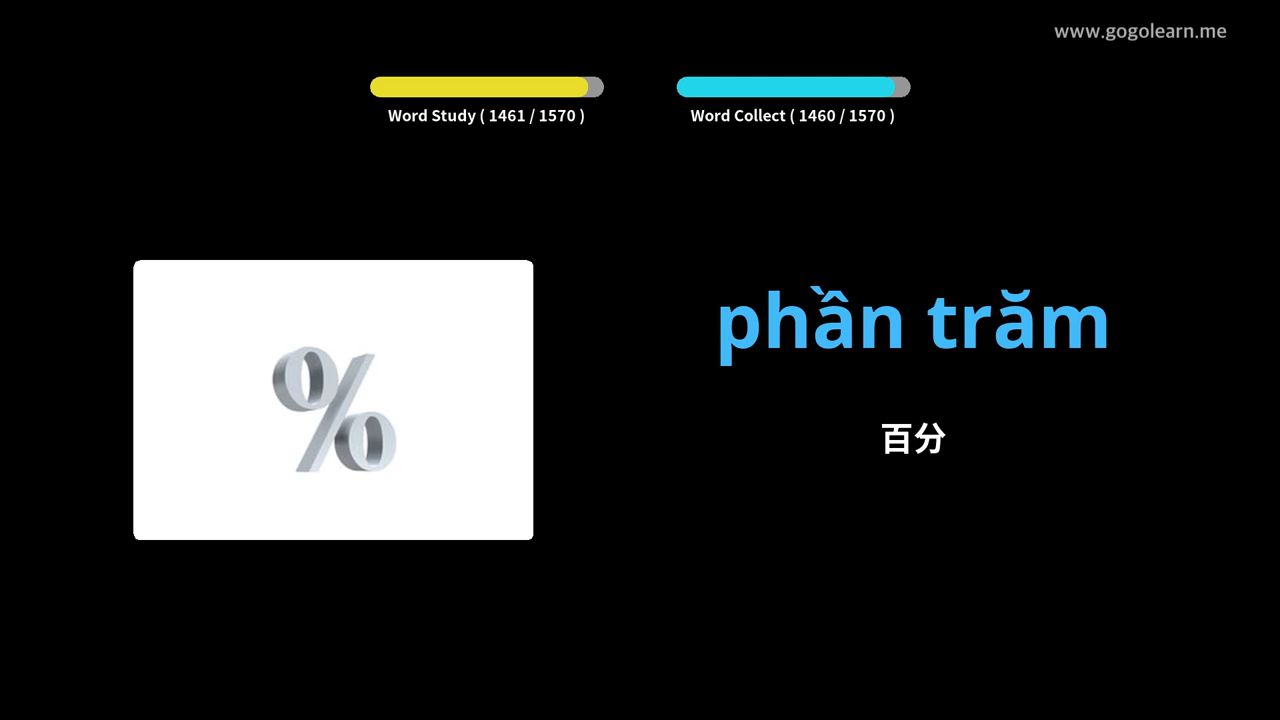 www.gogolearn.me
Word Study ( 1461 / 1570 )
Word Collect ( 1460 / 1570 )
%
phần trăm
百分